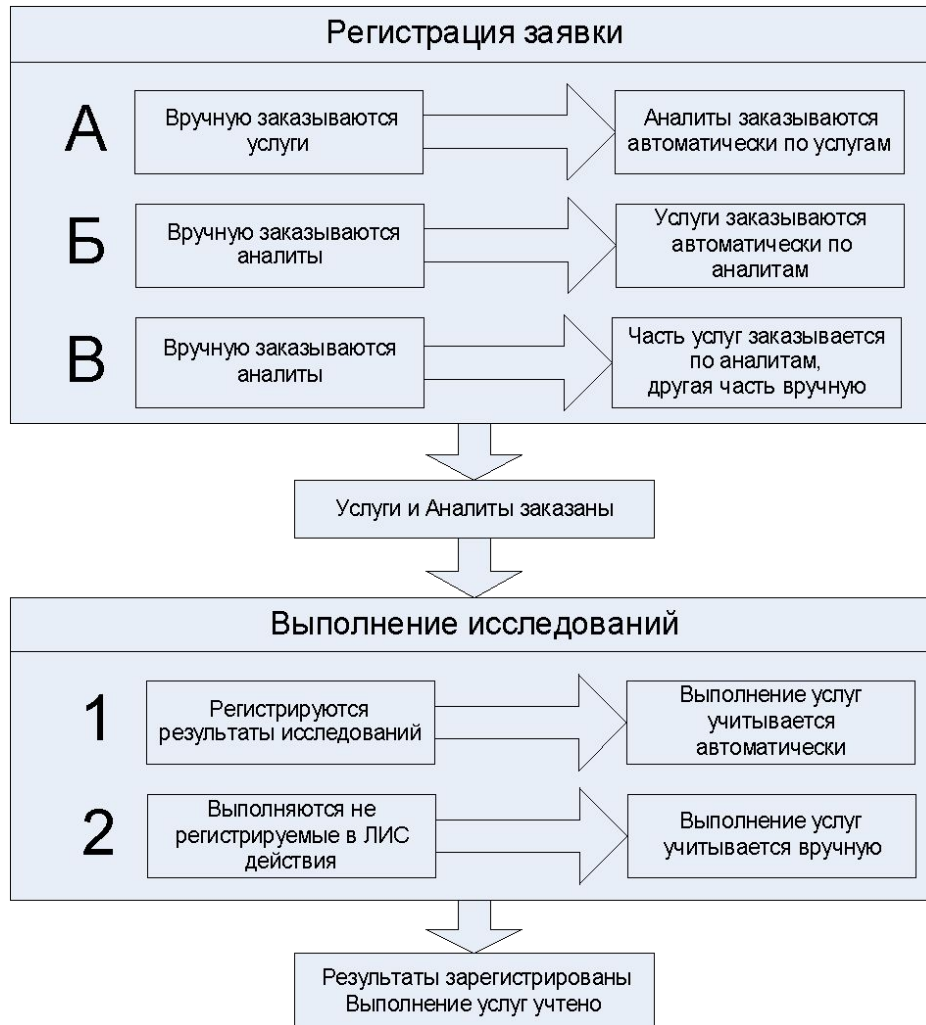 Регистрация заявки
А
Вручную заказываются
услуги
Аналиты заказываются
автоматически по услугам
Б
Вручную заказываются
аналиты
Услуги заказываются
автоматически по
аналитам
В
Вручную заказываются
аналиты
Часть услуг заказывается
по аналитам,
другая часть вручную
Услуги и Аналиты заказаны
Выполнение исследований
1
Регистрируются
результаты исследований
Выполнение услуг
учитывается
автоматически
2
Выполняются не
регистрируемые в ЛИС
действия
Выполнение услуг
учитывается вручную
Результаты зарегистрированы
Выполнение услуг учтено